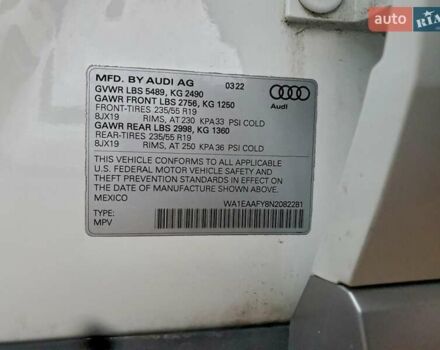 AUTO RIA
MFD. BY AUDI AG 03⁄22
GVWR LBS 5489, KG 2490
GAWR FRONT LBS 2756, KG 1250
FRONT-TIRES 235/55 R19
8JX19 RIMS, AT 230 KPA33 PSI COLD
GAWR REAR LBS 2998, KG 1360
REAR-TIRES 235/55 R19
8JX19 RIMS, AT 250 KPA36 PSI COLD
Audi
THIS VEHICLE CONFORMS TO ALL APPLICABLE
U.S. FEDERAL MOTOR VEHICLE SAFETY BUMPER
AND THEFT PREVENTION STANDARDS IN EFFECT
ON THE DATE OF MANUFACTURE SHOWN ABOVE.
MEXICO
WA1EAAFY8N2082281
TYPE:
MPV